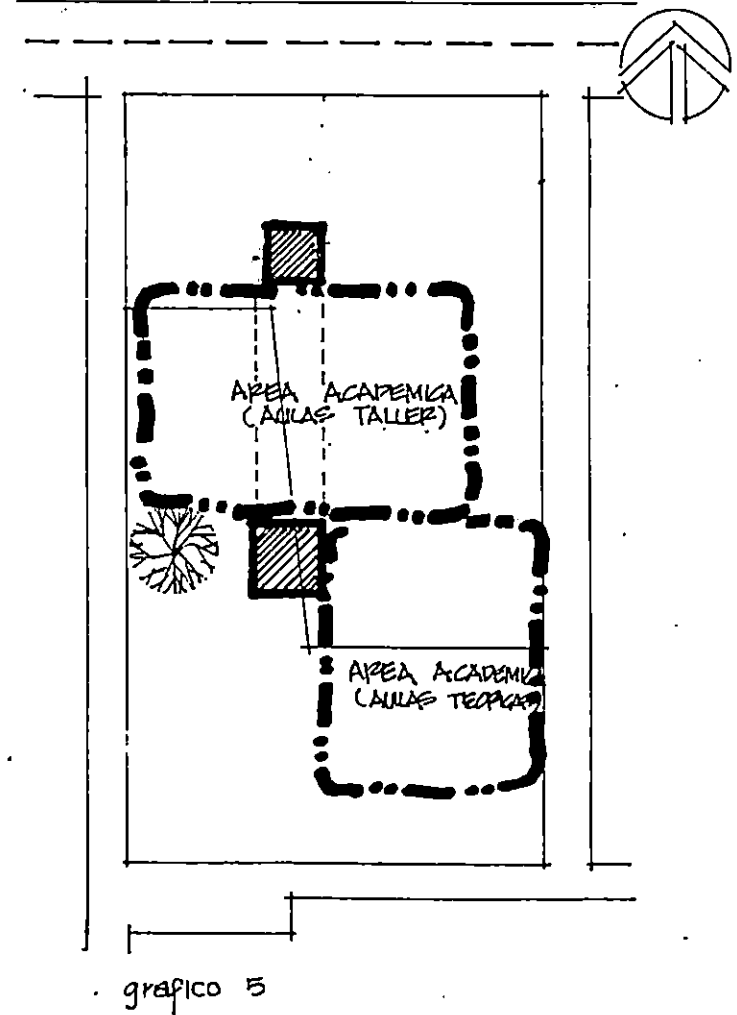 AREA ACADEMICA
(AULAS TALLER)
AREA ACADEMICA
(AULAS TEORICAS)
grafico 5